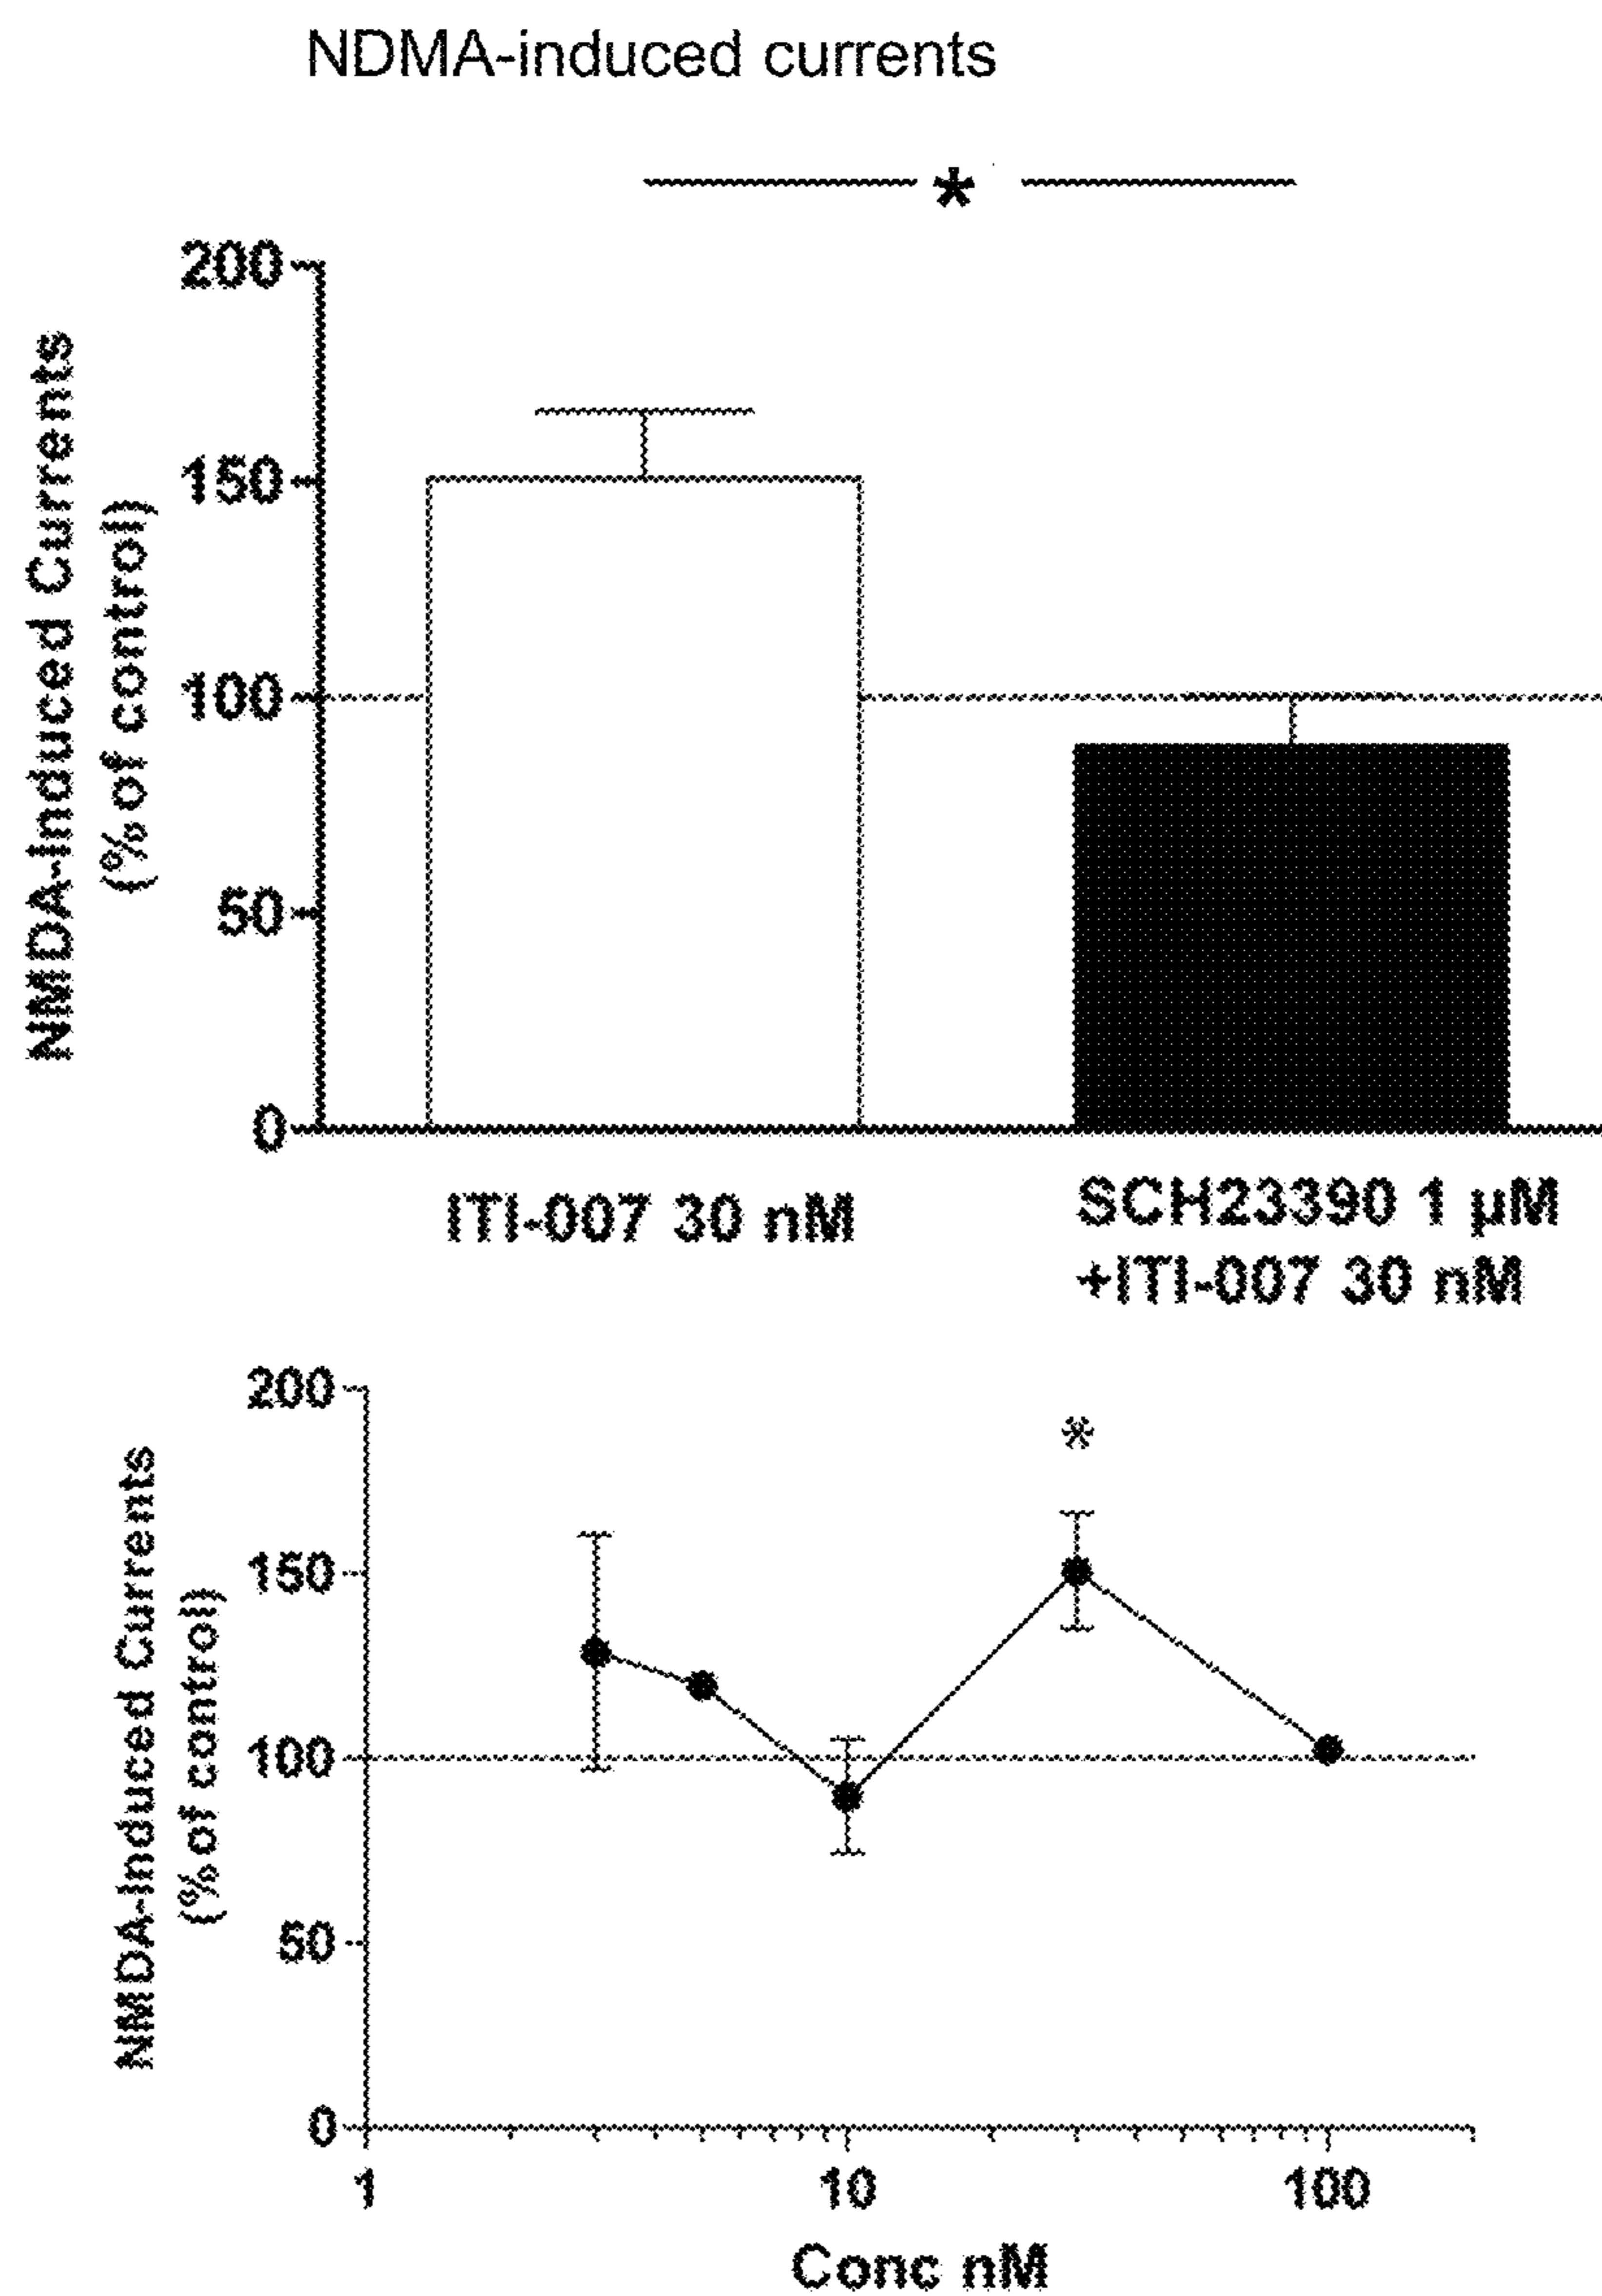 NDMA-induced currents
*
200
150
100
50
0
NMDA-Induced Currents
(% of control)
ITI-007 30 nM
SCH23390 1 µM
+ITI-007 30 nM
200
150
100
50
0
NMDA-Induced Currents
(% of control)
*
1
10
100
Conc nM